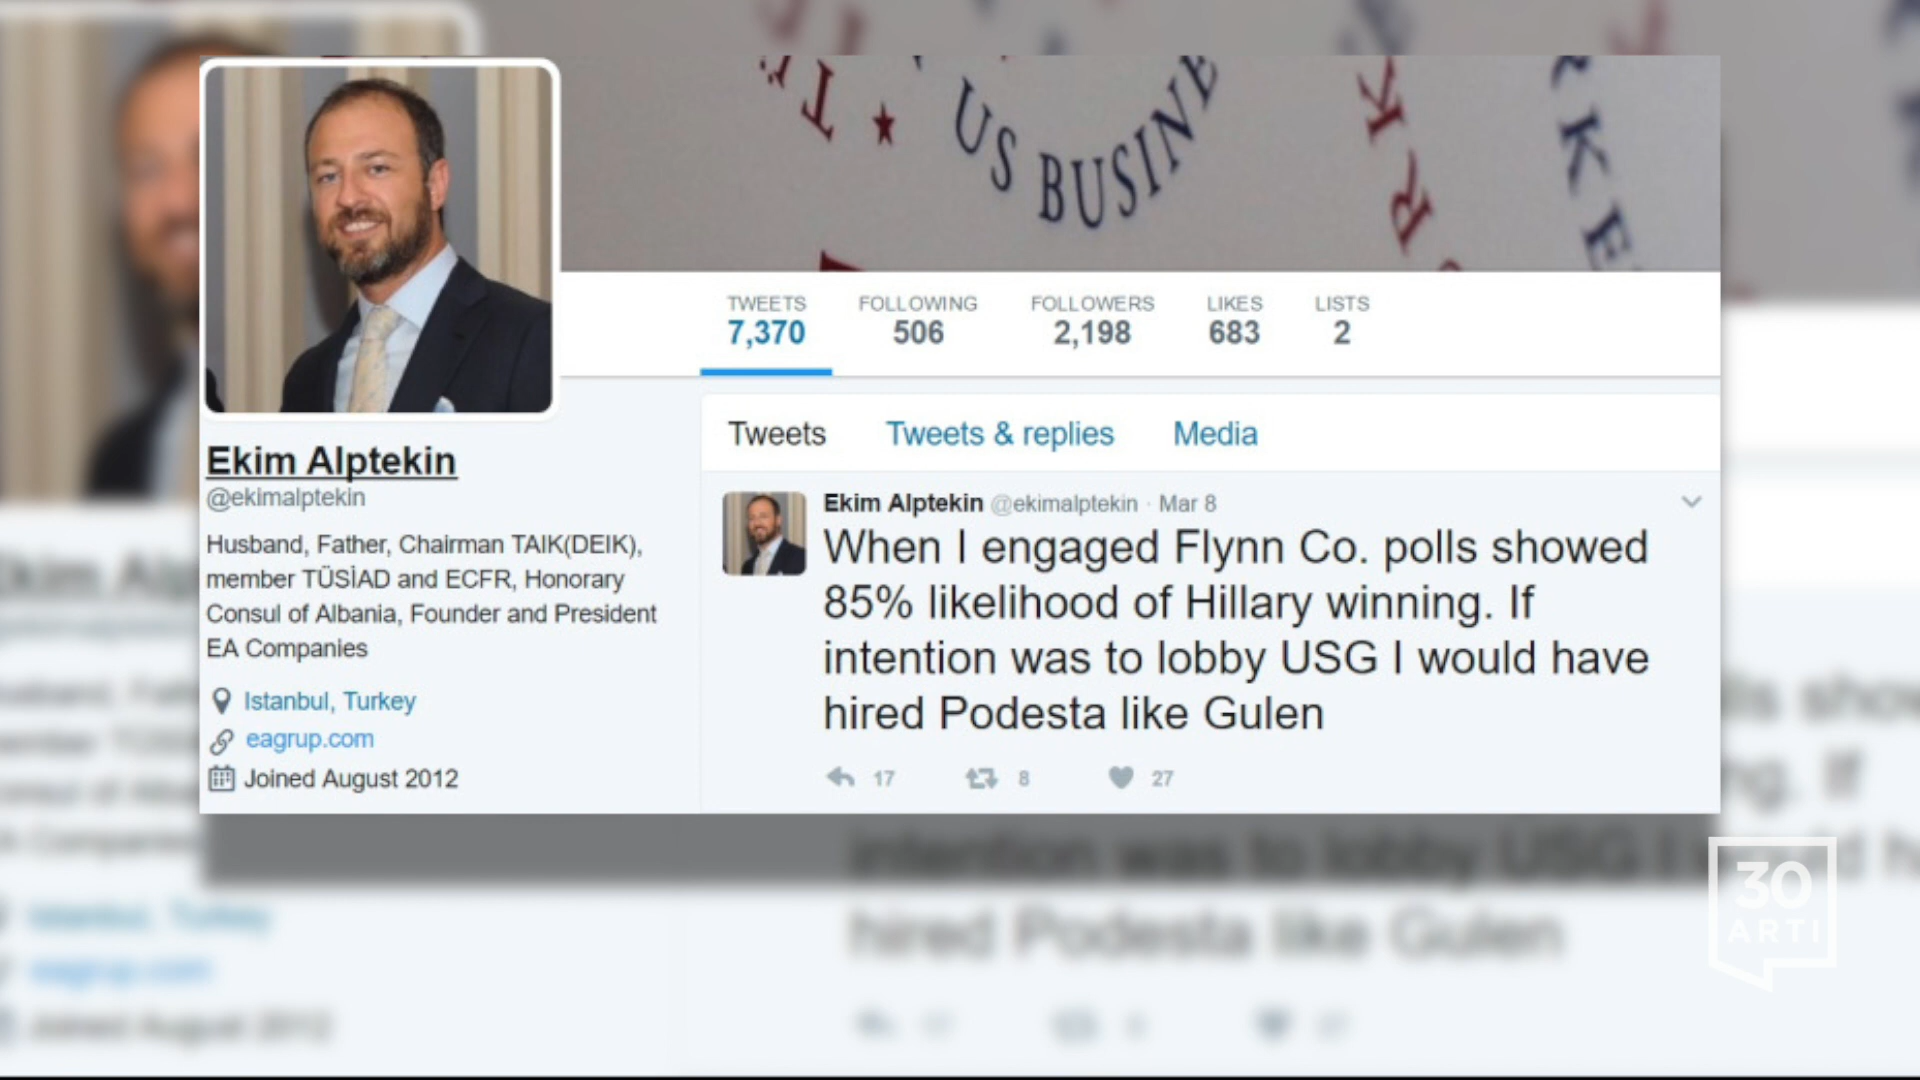 US BUSINE
TWEETS FOLLOWING FOLLOWERS LIKES LISTS
7,370 506 2,198 683 2
Tweets Tweets & replies Media
Ekim Alptekin
@ekimalptekin
Husband, Father, Chairman TAIK(DEIK),
member TÜSİAD and ECFR, Honorary
Consul of Albania, Founder and President
EA Companies
Istanbul, Turkey
eagrup.com
Joined August 2012
Ekim Alptekin @ekimalptekin · Mar 8
When I engaged Flynn Co. polls showed
85% likelihood of Hillary winning. If
intention was to lobby USG I would have
hired Podesta like Gulen
17 8 27
30
ARTI